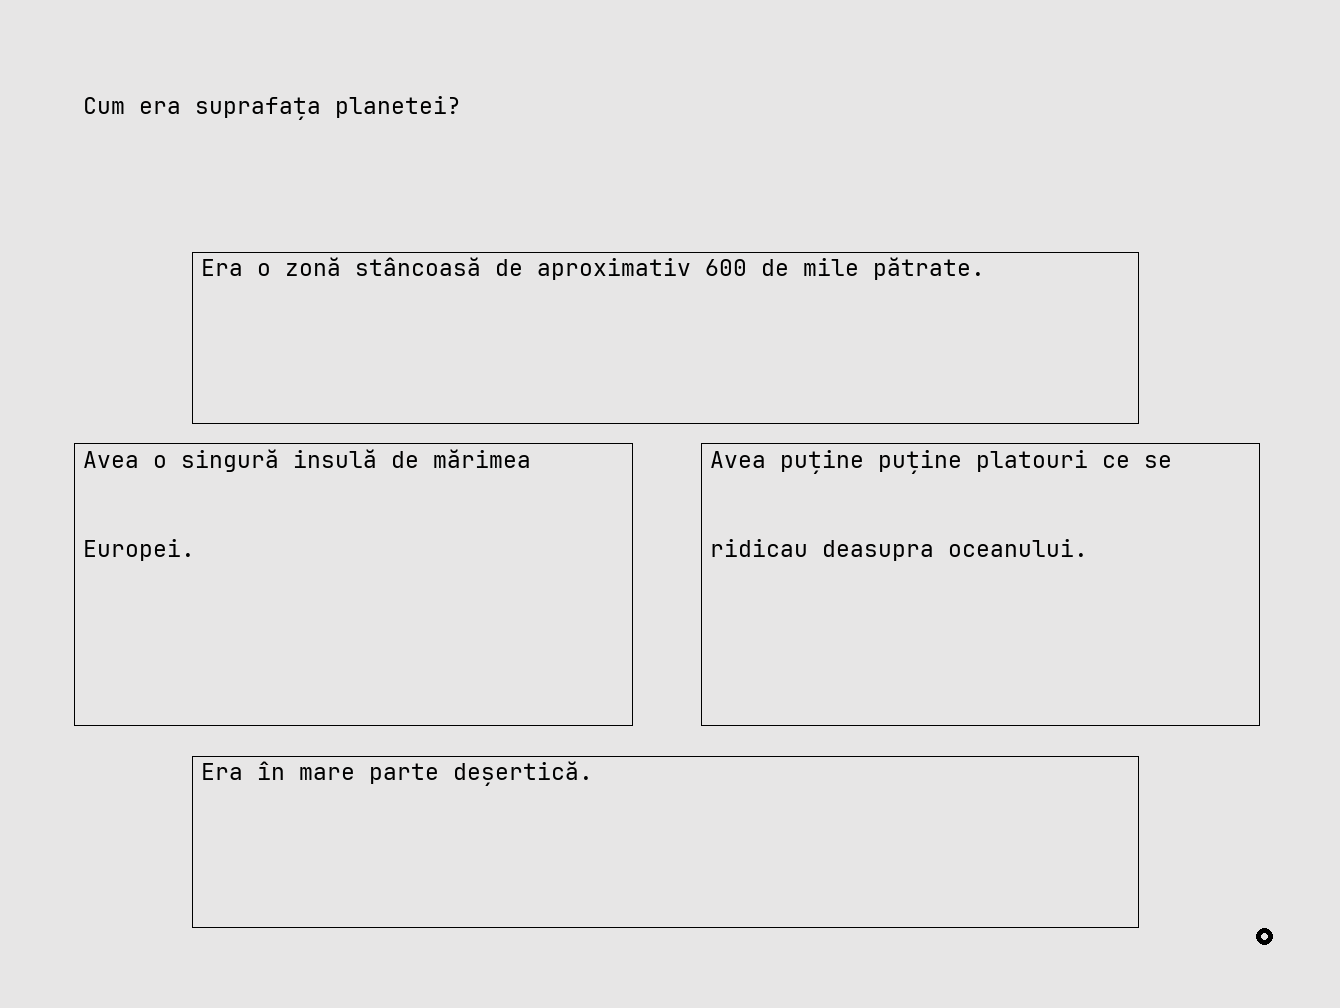 Cum era suprafața planetei?
Era o zonă stâncoasă de aproximativ 600 de mile pătrate.
Avea o singură insulă de mărimea
Europei.
Avea puține puține platouri ce se
ridicau deasupra oceanului.
Era în mare parte deșertică.